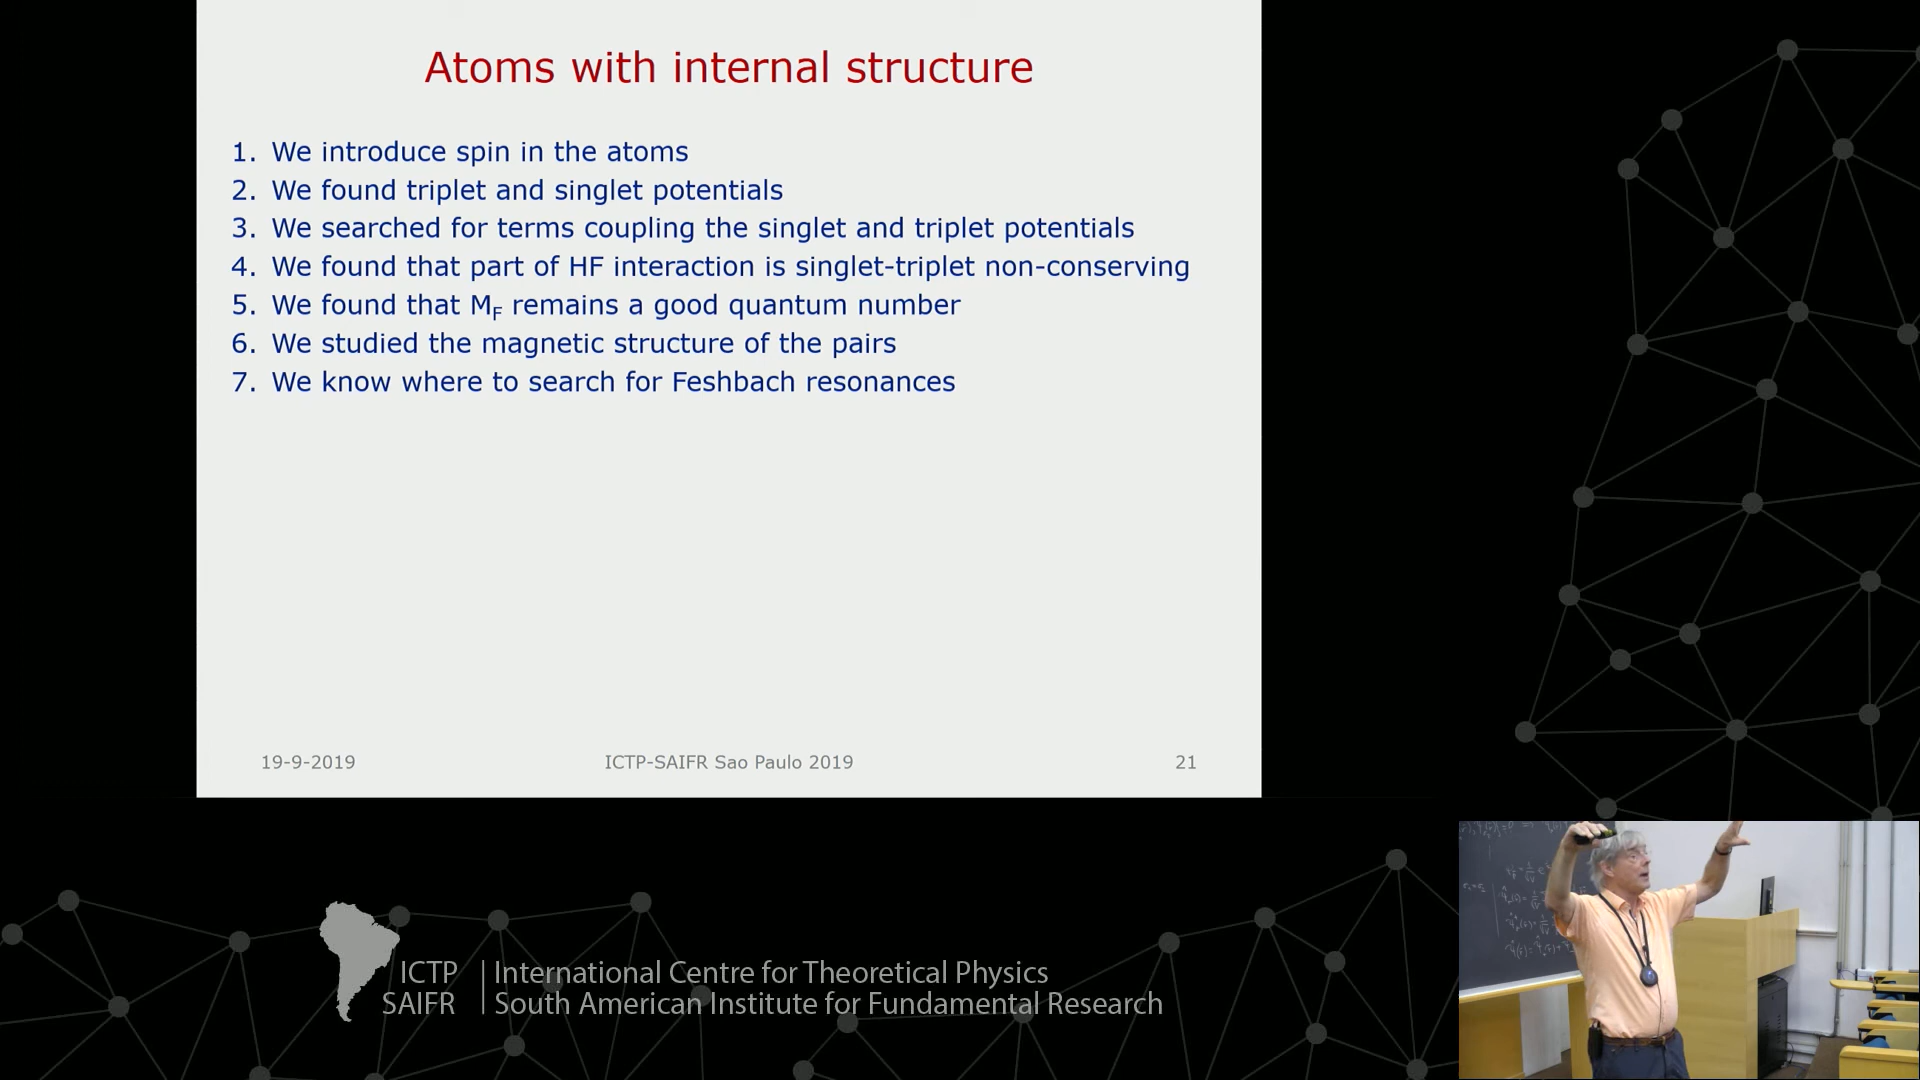 Atoms with internal structure
1. We introduce spin in the atoms
2. We found triplet and singlet potentials
3. We searched for terms coupling the singlet and triplet potentials
4. We found that part of HF interaction is singlet-triplet non-conserving
5. We found that M_F remains a good quantum number
6. We studied the magnetic structure of the pairs
7. We know where to search for Feshbach resonances
19-9-2019 ICTP-SAIFR Sao Paulo 2019 21
ICTP International Centre for Theoretical Physics
SAIFR South American Institute for Fundamental Research